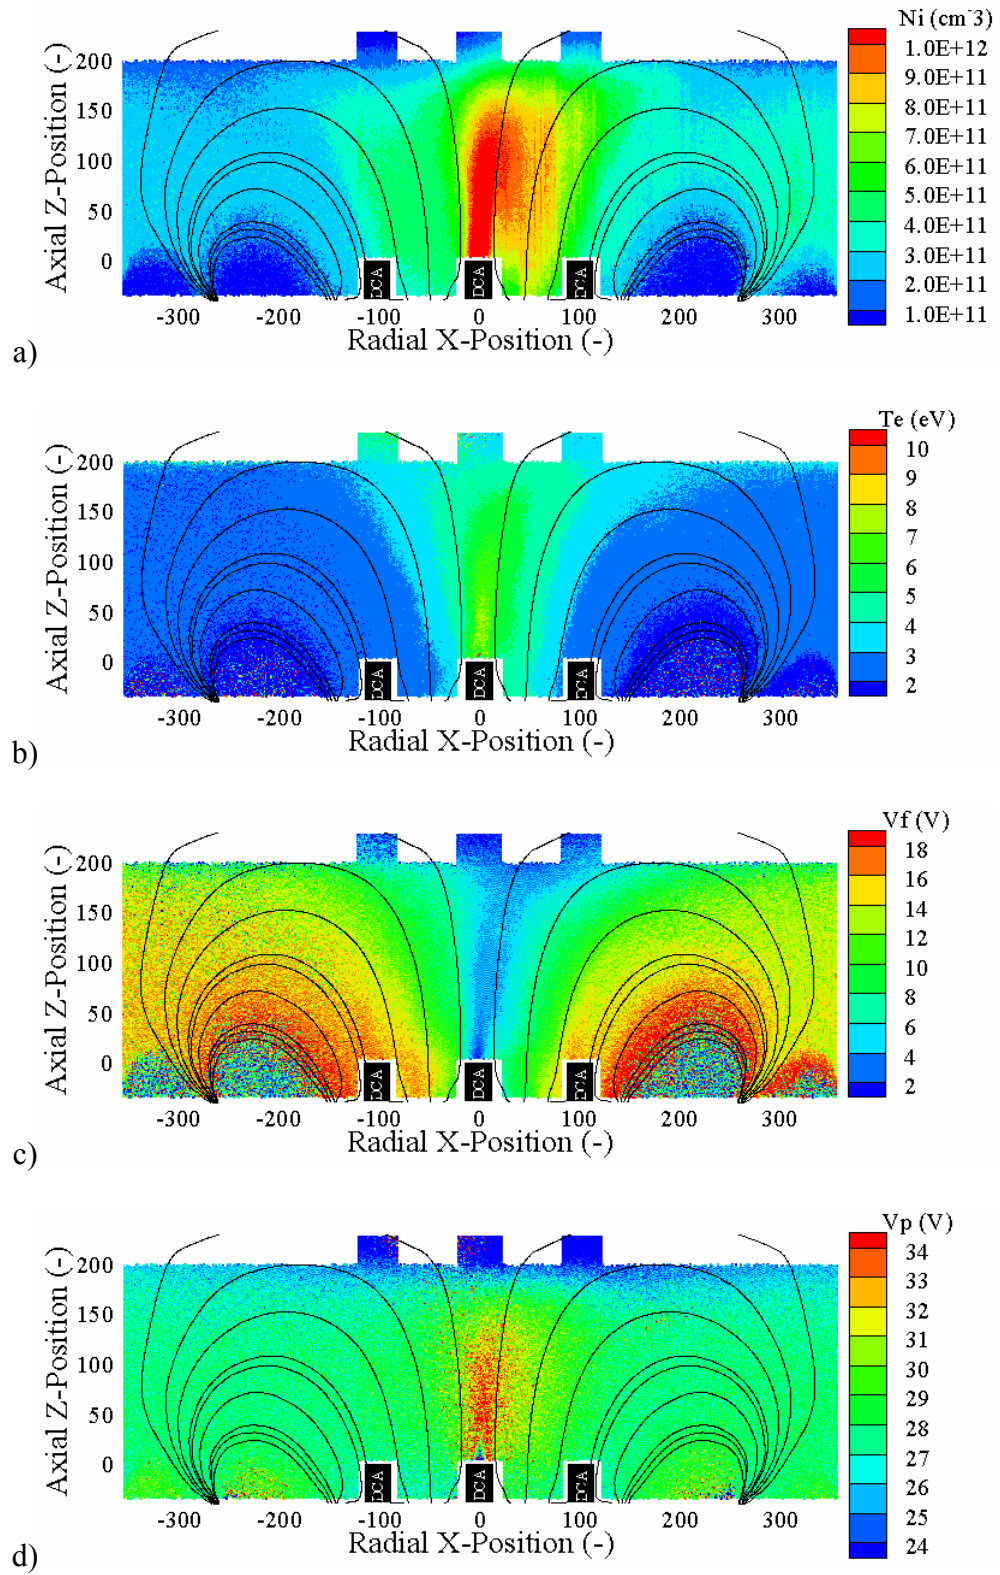 Ni (cm^-3)
1.0E+12
9.0E+11
8.0E+11
7.0E+11
6.0E+11
5.0E+11
4.0E+11
3.0E+11
2.0E+11
1.0E+11
Axial Z-Position (-)
200
150
100
50
0
DCA DCA DCA
-300 -200 -100 0 100 200 300
Radial X-Position (-)
a)
Te (eV)
10
9
8
7
6
5
4
3
2
Axial Z-Position (-)
200
150
100
50
0
DCA DCA DCA
-300 -200 -100 0 100 200 300
Radial X-Position (-)
b)
Vf (V)
18
16
14
12
10
8
6
4
2
Axial Z-Position (-)
200
150
100
50
0
DCA DCA DCA
-300 -200 -100 0 100 200 300
Radial X-Position (-)
c)
Vp (V)
34
33
32
31
30
29
28
27
26
25
24
Axial Z-Position (-)
200
150
100
50
0
DCA DCA DCA
-300 -200 -100 0 100 200 300
Radial X-Position (-)
d)